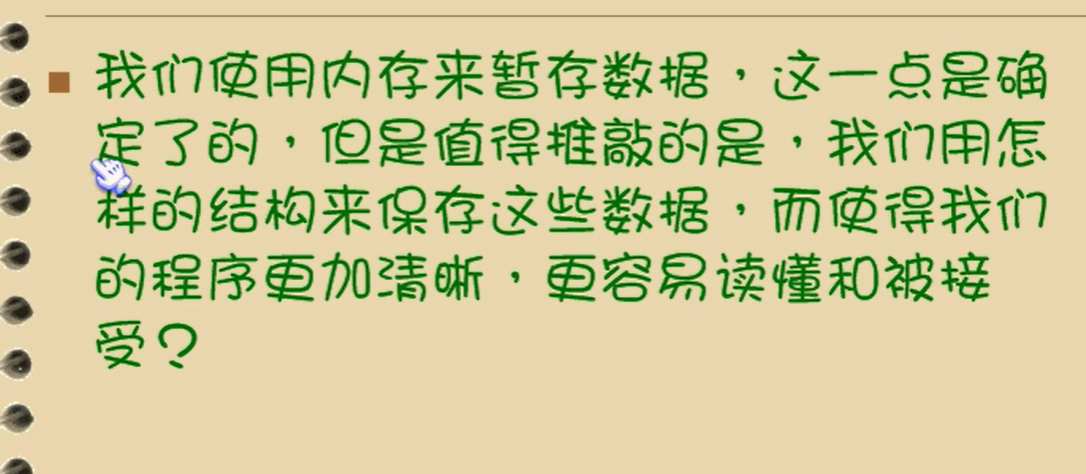 我们使用内存来暂存数据，这一点是确
定了的，但是值得推敲的是，我们用怎
样的结构来保存这些数据，而使得我们
的程序更加清晰，更容易读懂和被接
受？